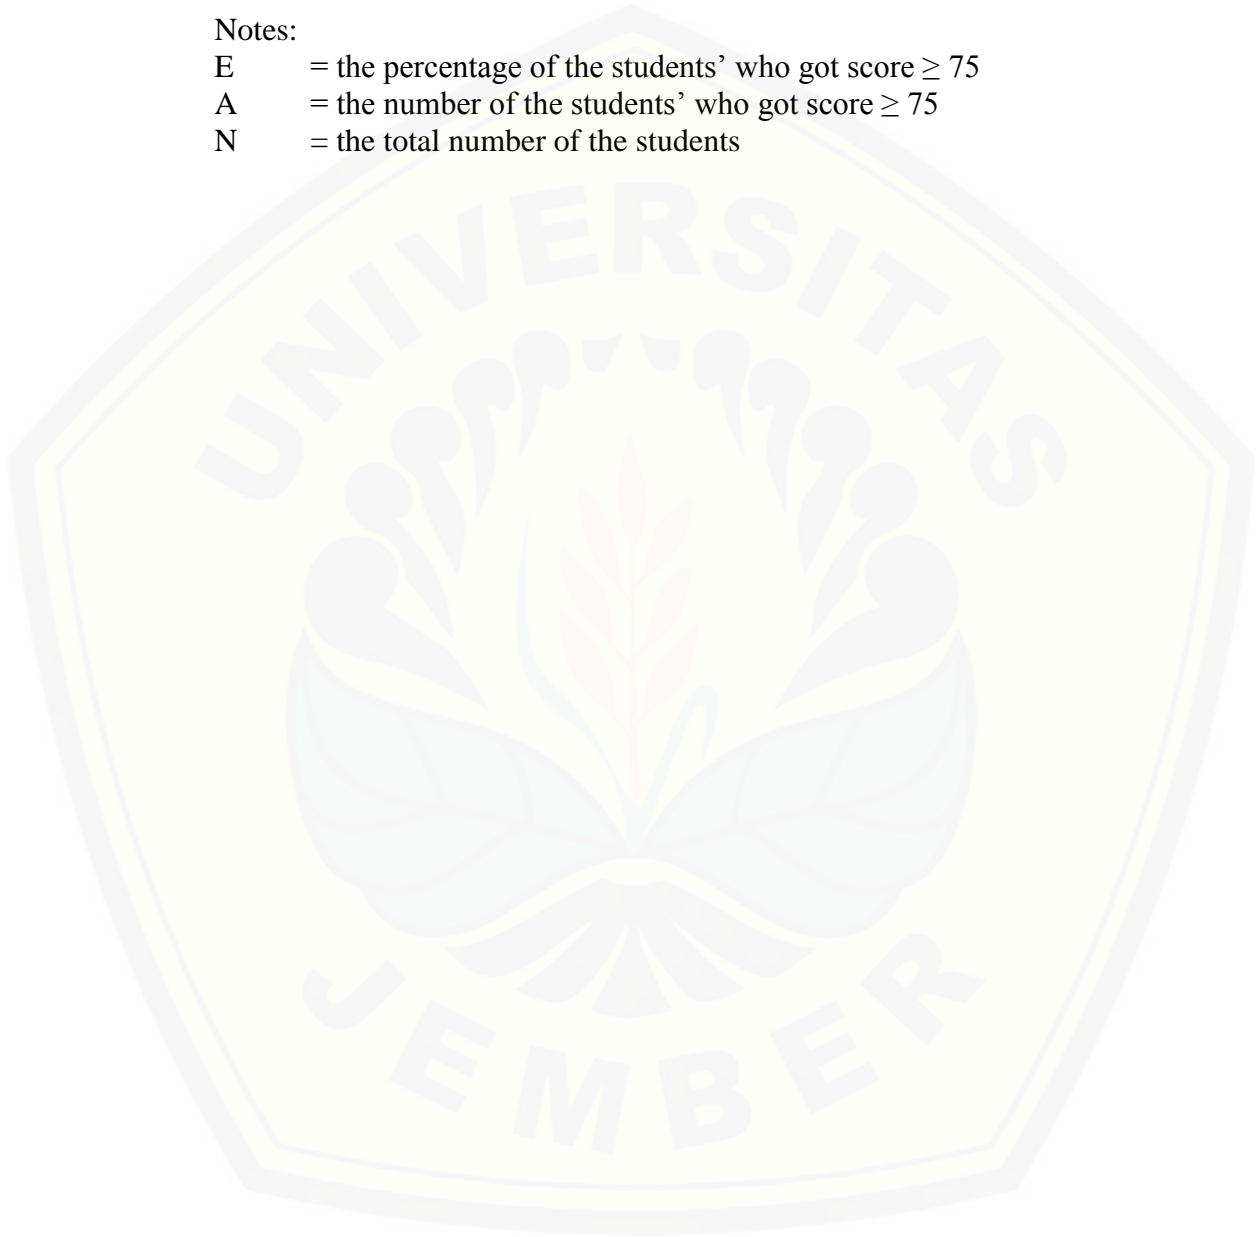 Notes:
E = the percentage of the students’ who got score ≥ 75
A = the number of the students’ who got score ≥ 75
N = the total number of the students
UNIVERSITAS
JEMBER